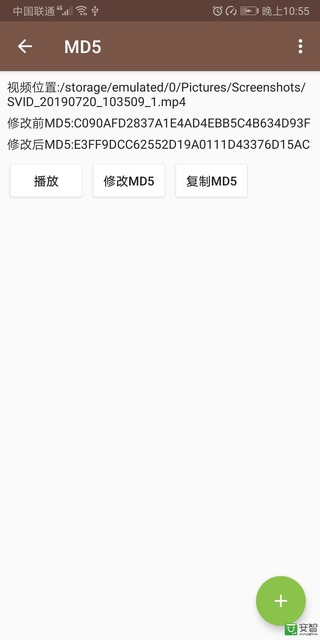 中国联通 晚上10:55
MD5
视频位置:/storage/emulated/0/Pictures/Screenshots/
SVID_20190720_103509_1.mp4
修改前MD5:C090AFD2837A1E4AD4EBB5C4B634D93F
修改后MD5:E3FF9DCC62552D19A0111D43376D15AC
播放 修改MD5 复制MD5
安智